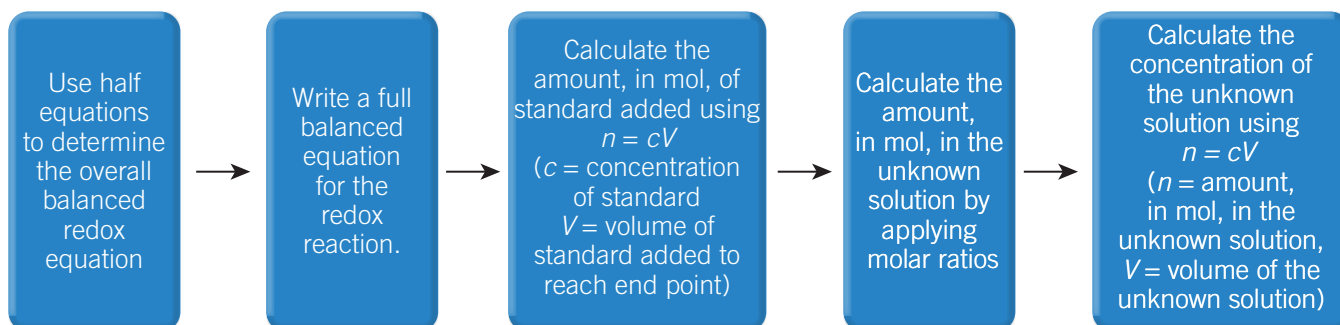 Use half
equations
to determine
the overall
balanced
redox
equation
Write a full
balanced
equation
for the
redox
reaction.
Calculate the
amount, in mol, of
standard added using
n = cV
(c = concentration
of standard
V = volume of
standard added to
reach end point)
Calculate the
amount,
in mol, in the
unknown
solution by
applying
molar ratios
Calculate the
concentration of
the unknown
solution using
n = cV
(n = amount,
in mol, in the
unknown solution,
V = volume of the
unknown solution)